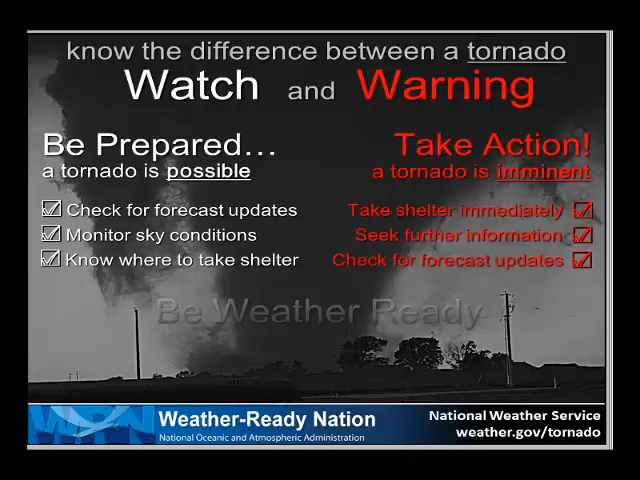 know the difference between a tornado
Watch and Warning
Be Prepared...
a tornado is possible
Check for forecast updates
Monitor sky conditions
Know where to take shelter
Take Action!
a tornado is imminent
Take shelter immediately
Seek further information
Check for forecast updates
Be Weather Ready
WRN
Weather-Ready Nation
National Oceanic and Atmospheric Administration
National Weather Service
weather.gov/tornado